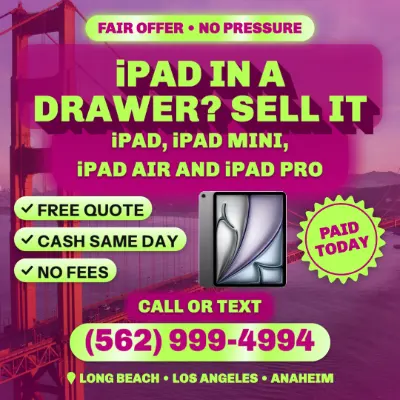 FAIR OFFER • NO PRESSURE
iPAD IN A
DRAWER? SELL IT
iPAD, iPAD MINI,
iPAD AIR AND iPAD PRO
✓ FREE QUOTE
✓ CASH SAME DAY
✓ NO FEES
PAID
TODAY
CALL OR TEXT
(562) 999-4994
LONG BEACH • LOS ANGELES • ANAHEIM